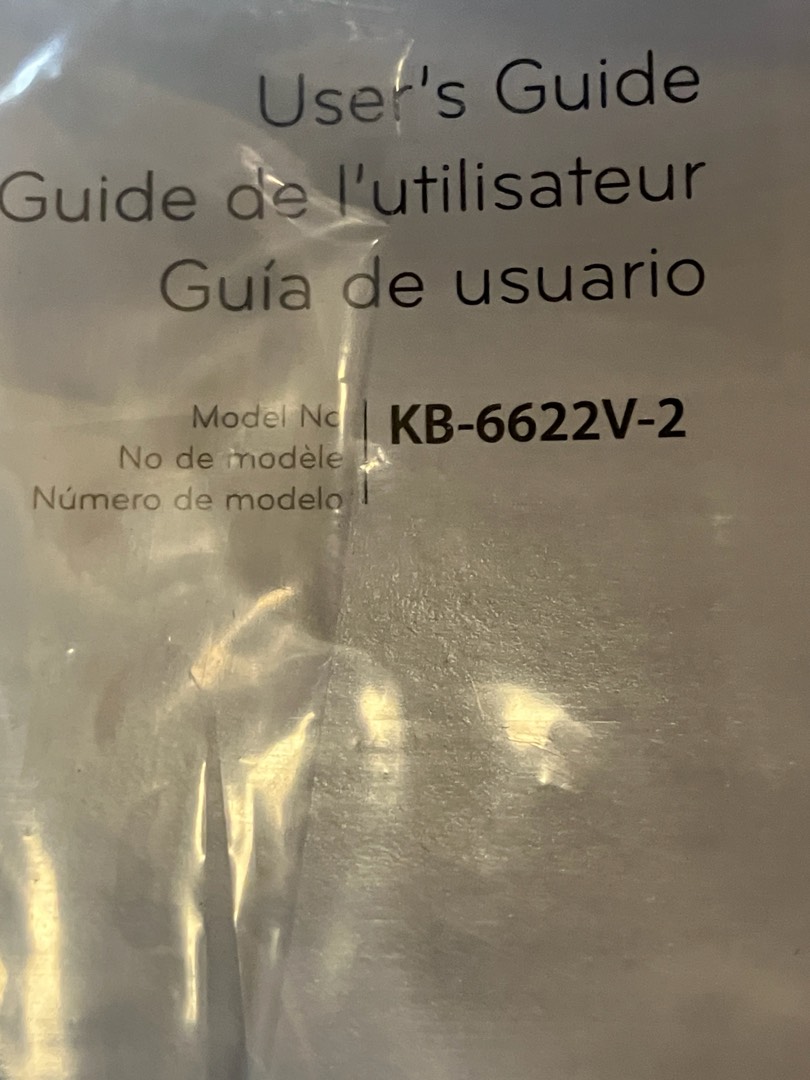 User's Guide
Guide de l'utilisateur
Guía de usuario
Model No
KB-6622V-2
No de modèle
Número de modelo